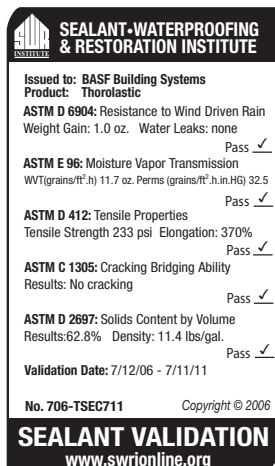 SWR
INSTITUTE
SEALANT•WATERPROOFING
& RESTORATION INSTITUTE
Issued to: BASF Building Systems
Product: Thorolastic
ASTM D 6904: Resistance to Wind Driven Rain
Weight Gain: 1.0 oz. Water Leaks: none
Pass ✓
ASTM E 96: Moisture Vapor Transmission
WVT(grains/ft².h) 11.7 oz. Perms (grains/ft².h.in.HG) 32.5
Pass ✓
ASTM D 412: Tensile Properties
Tensile Strength 233 psi Elongation: 370%
Pass ✓
ASTM C 1305: Cracking Bridging Ability
Results: No cracking
Pass ✓
ASTM D 2697: Solids Content by Volume
Results:62.8% Density: 11.4 lbs/gal.
Pass ✓
Validation Date: 7/12/06 - 7/11/11
No. 706-TSEC711 Copyright © 2006
SEALANT VALIDATION
www.swrionline.org